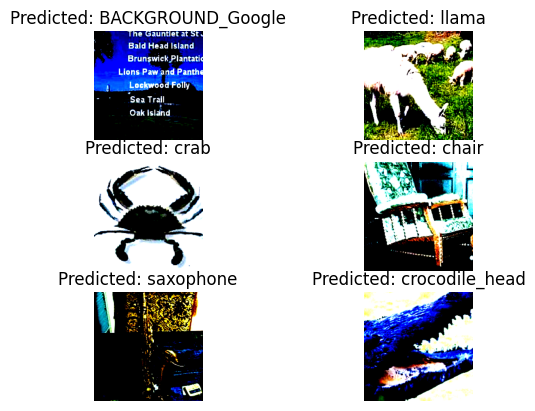 Predicted: BACKGROUND_Google
Predicted: llama
The Gauntlet at St J
Bald Head Island
Brunswick Plantatio
Lions Paw and Panthe
Lockwood Folly
Sea Trail
Oak Island
Predicted: crab
Predicted: chair
Predicted: saxophone
Predicted: crocodile_head